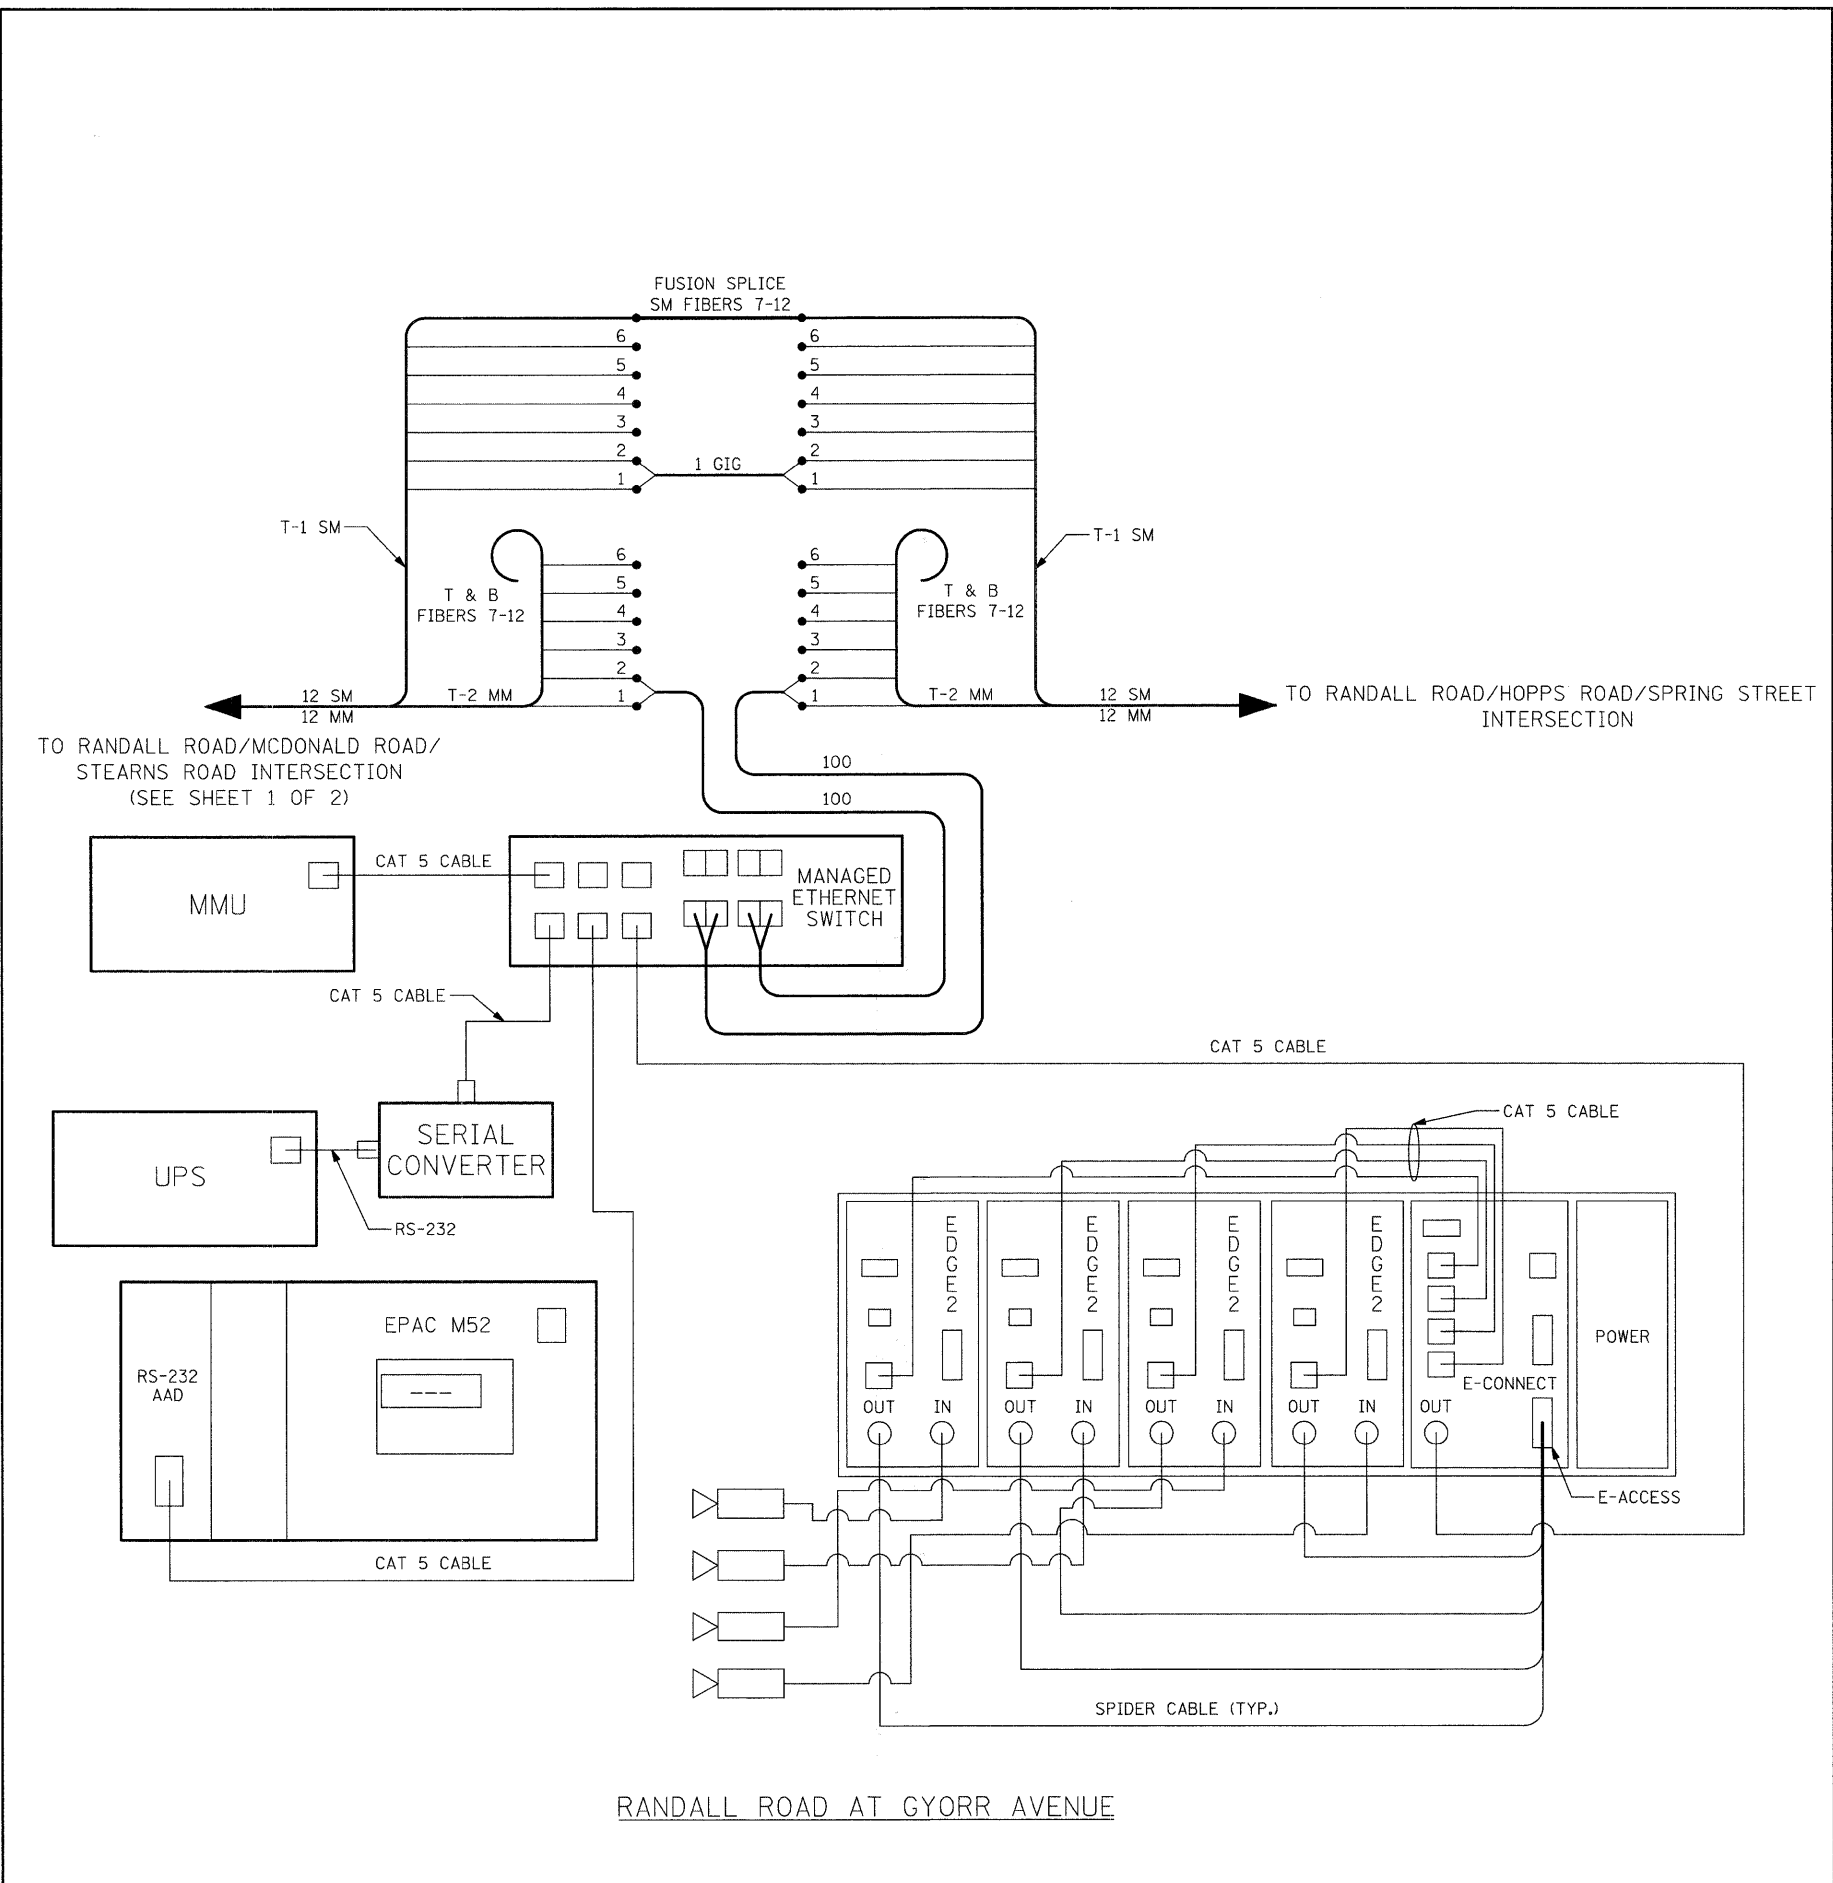 FUSION SPLICE
SM FIBERS 7-12
6 6
5 5
4 4
3 3
2 2
1 GIG
1 1
T-1 SM
T-1 SM
6 6
5 5
4 4
3 3
2 2
1 1
T & B
FIBERS 7-12
T & B
FIBERS 7-12
12 SM
12 MM
T-2 MM
T-2 MM
12 SM
12 MM
TO RANDALL ROAD/HOPPS ROAD/SPRING STREET
INTERSECTION
TO RANDALL ROAD/MCDONALD ROAD/
STEARNS ROAD INTERSECTION
(SEE SHEET 1 OF 2)
100
100
MMU
CAT 5 CABLE
MANAGED
ETHERNET
SWITCH
CAT 5 CABLE
CAT 5 CABLE
CAT 5 CABLE
UPS
SERIAL
CONVERTER
RS-232
EDGE2
EDGE2
EDGE2
EDGE2
POWER
E-CONNECT
OUT IN
OUT IN
OUT IN
OUT IN
OUT
E-ACCESS
RS-232
AAD
EPAC M52
---
CAT 5 CABLE
SPIDER CABLE (TYP.)
RANDALL ROAD AT GYORR AVENUE